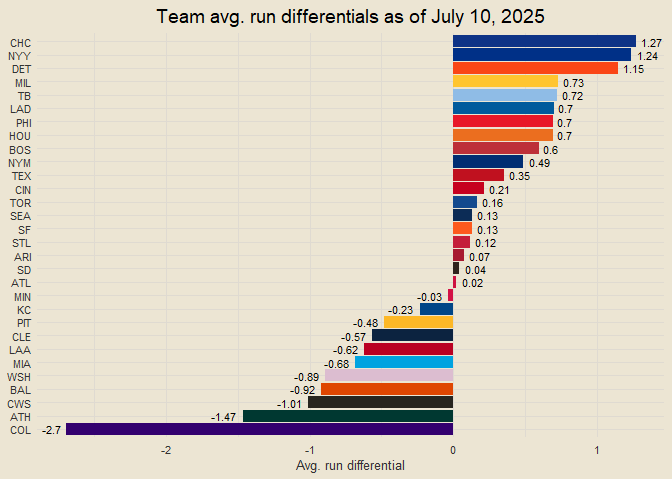 Team avg. run differentials as of July 10, 2025
CHC 1.27
NYY 1.24
DET 1.15
MIL 0.73
TB 0.72
LAD 0.7
PHI 0.7
HOU 0.7
BOS 0.6
NYM 0.49
TEX 0.35
CIN 0.21
TOR 0.16
SEA 0.13
SF 0.13
STL 0.12
ARI 0.07
SD 0.04
ATL 0.02
MIN -0.03
KC -0.23
PIT -0.48
CLE -0.57
LAA -0.62
MIA -0.68
WSH -0.89
BAL -0.92
CWS -1.01
ATH -1.47
COL -2.7
-2 -1 0 1
Avg. run differential